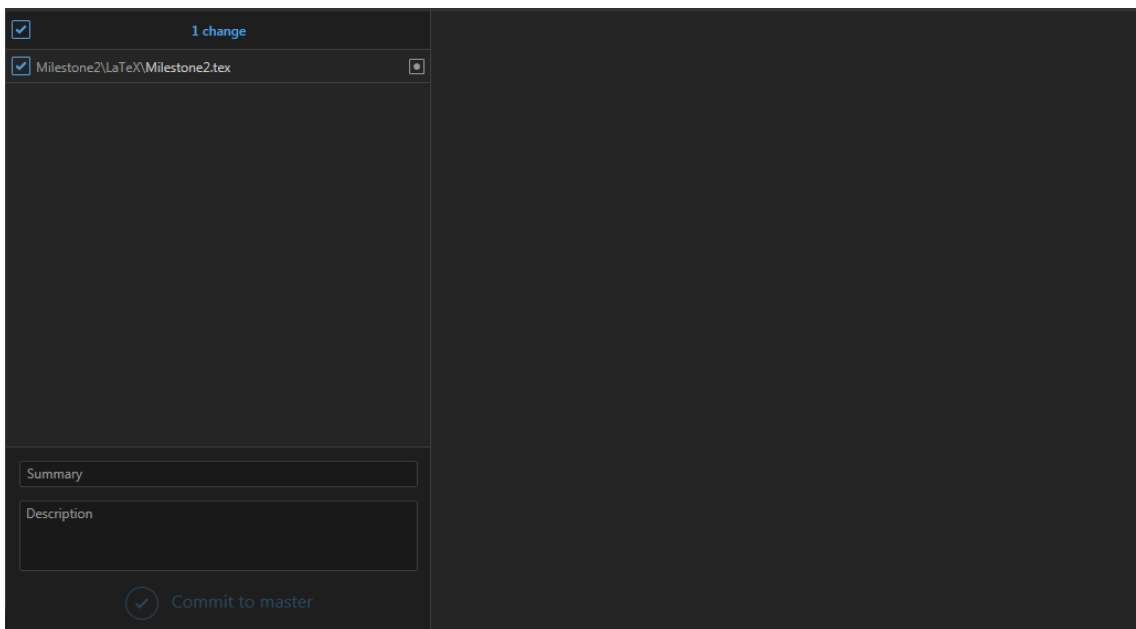 1 change
Milestone2\LaTeX\Milestone2.tex
Summary
Description
Commit to master